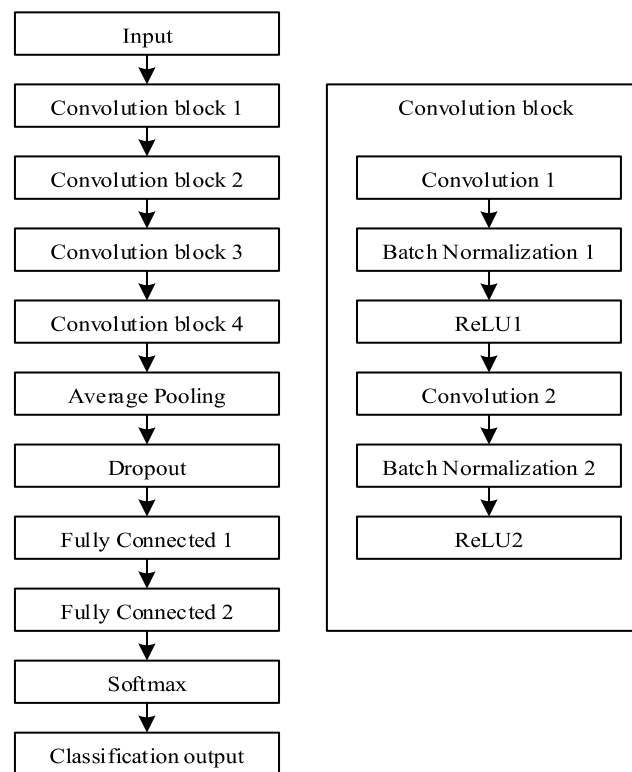 Input
Convolution block 1
Convolution block 2
Convolution block 3
Convolution block 4
Average Pooling
Dropout
Fully Connected 1
Fully Connected 2
Softmax
Classification output
Convolution block
Convolution 1
Batch Normalization 1
ReLU1
Convolution 2
Batch Normalization 2
ReLU2